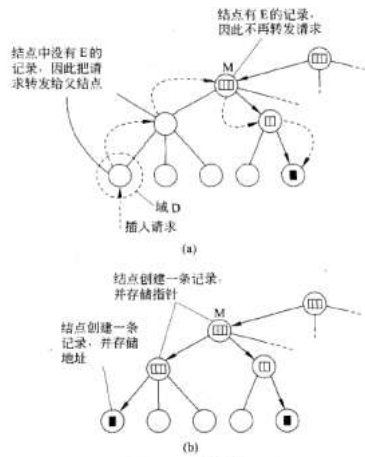 结点有 E 的记录,
因此不再转发请求
结点中没有 E 的
记录, 因此把请
求转发给父结点
M
域 D
插入请求
(a)
结点创建一条记录,
并存储指针
M
结点创建一条
记录, 并存储
地址
(b)